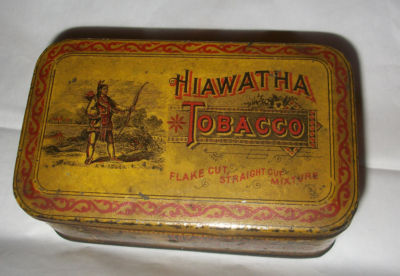 HIAWATHA
TOBACCO
FLAKE CUT,
STRAIGHT CUT
MIXTURE